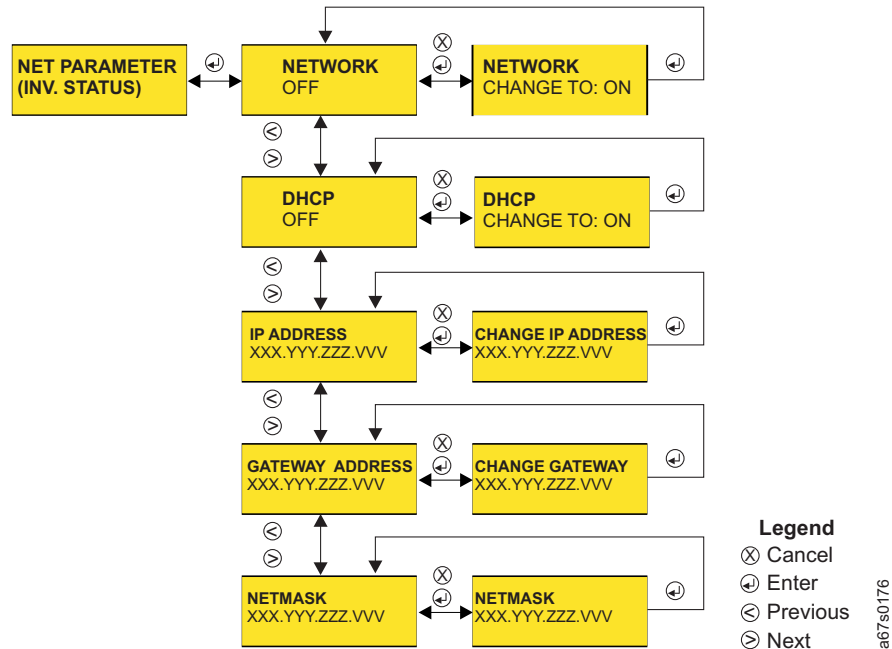 NET PARAMETER
(INV. STATUS)
NETWORK
OFF
NETWORK
CHANGE TO: ON
DHCP
OFF
DHCP
CHANGE TO: ON
IP ADDRESS
XXX.YYY.ZZZ.VVV
CHANGE IP ADDRESS
XXX.YYY.ZZZ.VVV
GATEWAY ADDRESS
XXX.YYY.ZZZ.VVV
CHANGE GATEWAY
XXX.YYY.ZZZ.VVV
NETMASK
XXX.YYY.ZZZ.VVV
NETMASK
XXX.YYY.ZZZ.VVV
Legend
Cancel
Enter
Previous
Next
a67s0176